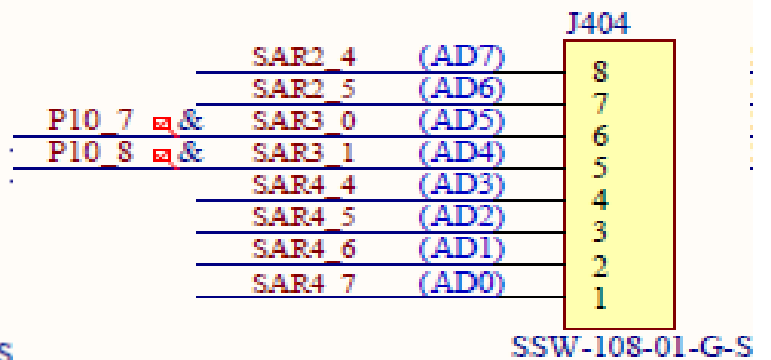 J404
SAR2_4 (AD7) 8
SAR2_5 (AD6) 7
P10_7 & SAR3_0 (AD5) 6
P10_8 & SAR3_1 (AD4) 5
SAR4_4 (AD3) 4
SAR4_5 (AD2) 3
SAR4_6 (AD1) 2
SAR4_7 (AD0) 1
SSW-108-01-G-S
s